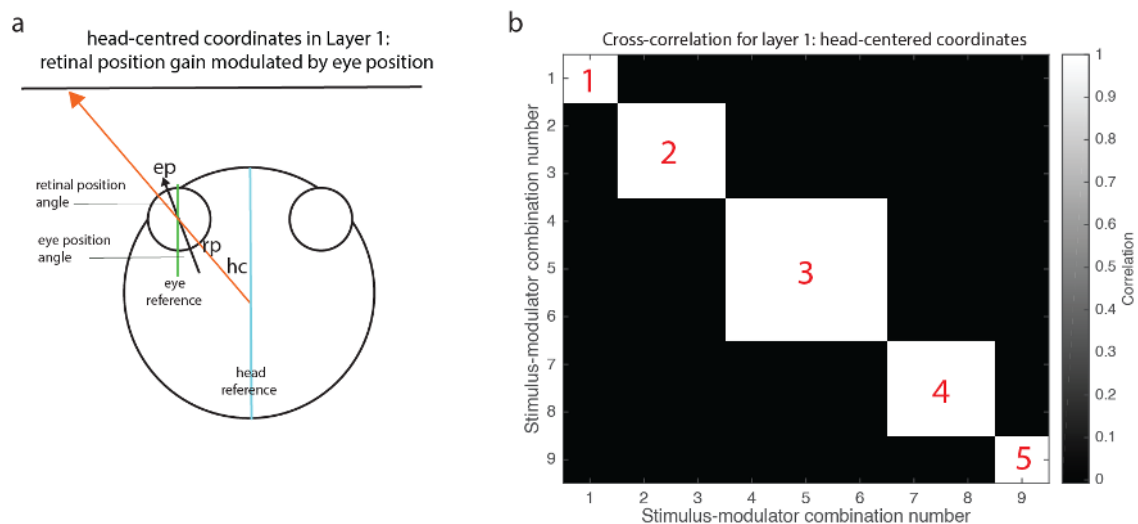 a
head-centred coordinates in Layer 1:
retinal position gain modulated by eye position
ep
retinal position
angle
rp
eye position
angle
hc
eye
reference
head
reference
b
Cross-correlation for layer 1: head-centered coordinates
Stimulus-modulator combination number
1
2
3
4
5
6
7
8
9
1
2
3
4
5
1 2 3 4 5 6 7 8 9
Stimulus-modulator combination number
1
0.9
0.8
0.7
0.6
0.5
0.4
0.3
0.2
0.1
0
Correlation